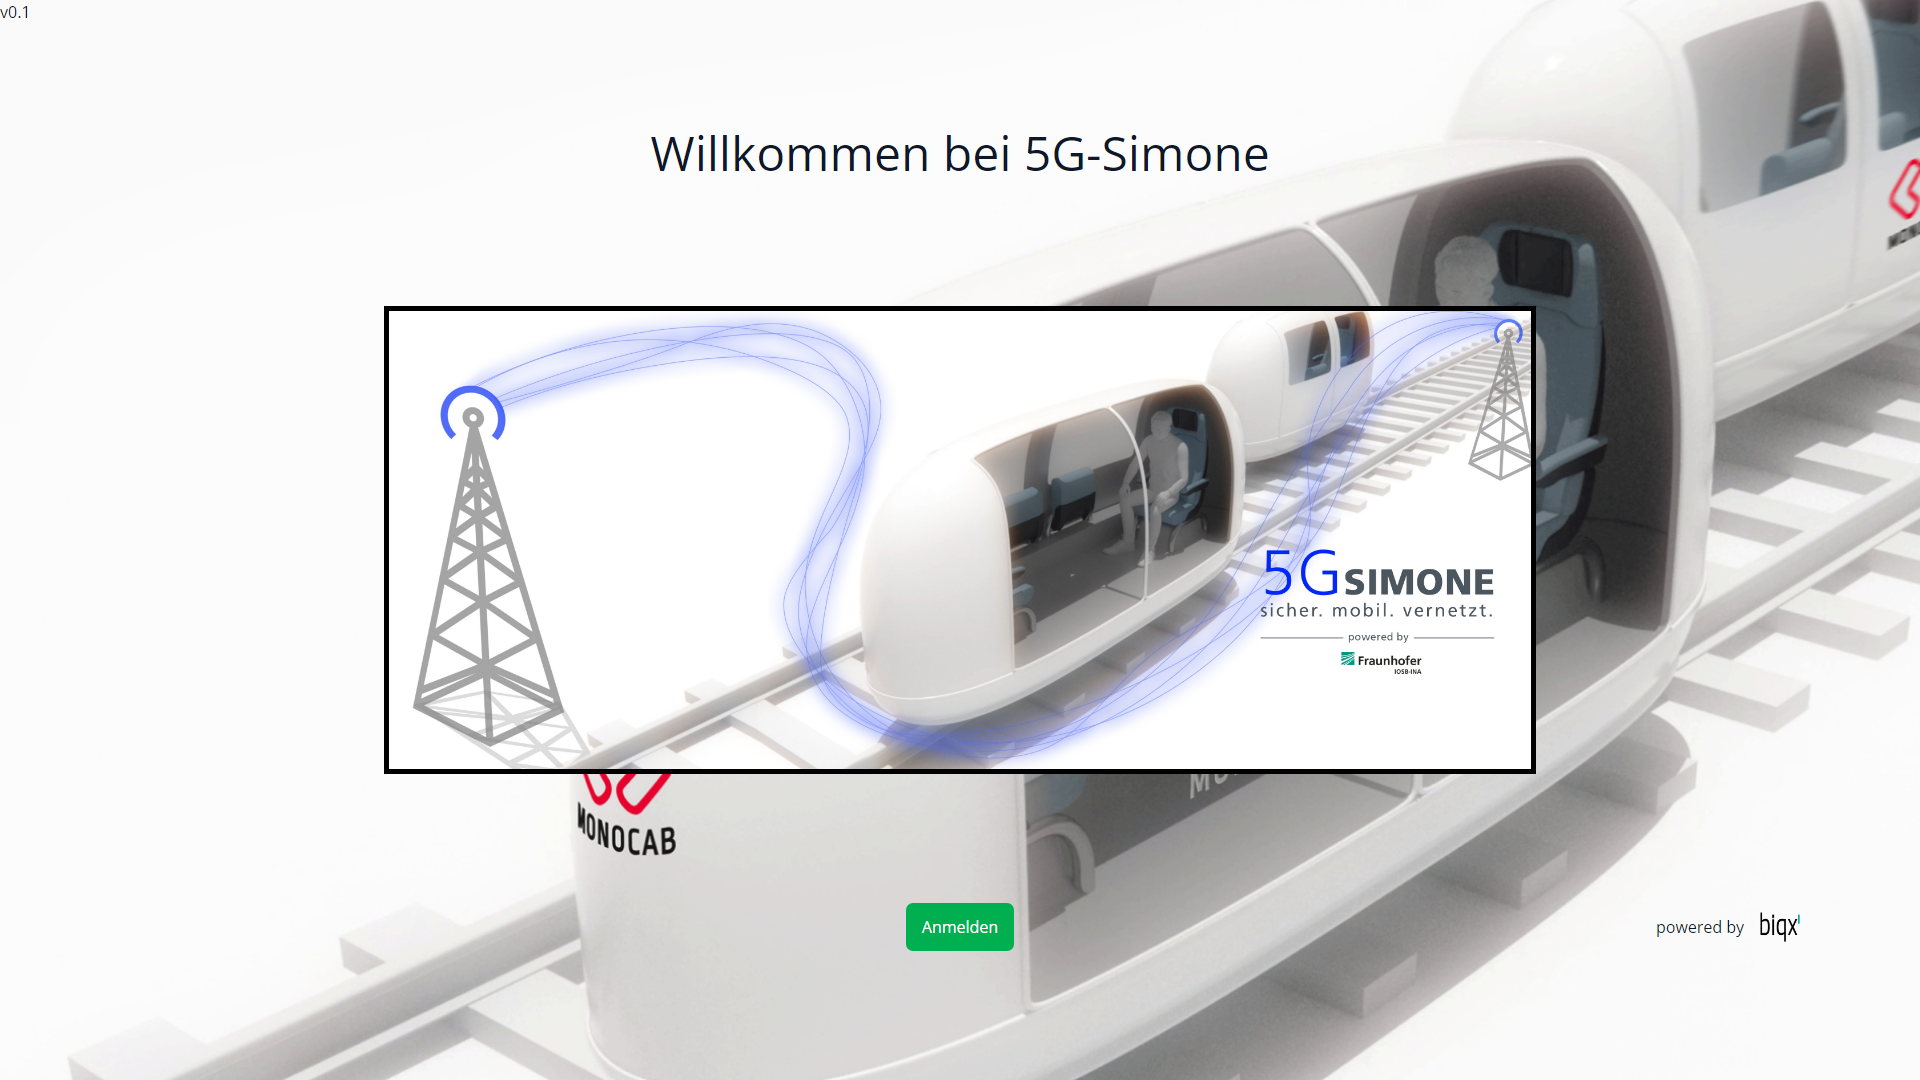 v0.1
Willkommen bei 5G-Simone
5G SIMONE
sicher. mobil. vernetzt.
powered by
Fraunhofer
IOSB-INA
MONOCAB
Anmelden
powered by biqx